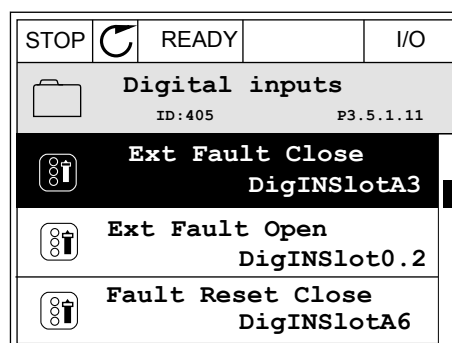 STOP READY I/O
Digital inputs
ID:405 P3.5.1.11
Ext Fault Close
DigINSlotA3
Ext Fault Open
DigINSlot0.2
Fault Reset Close
DigINSlotA6